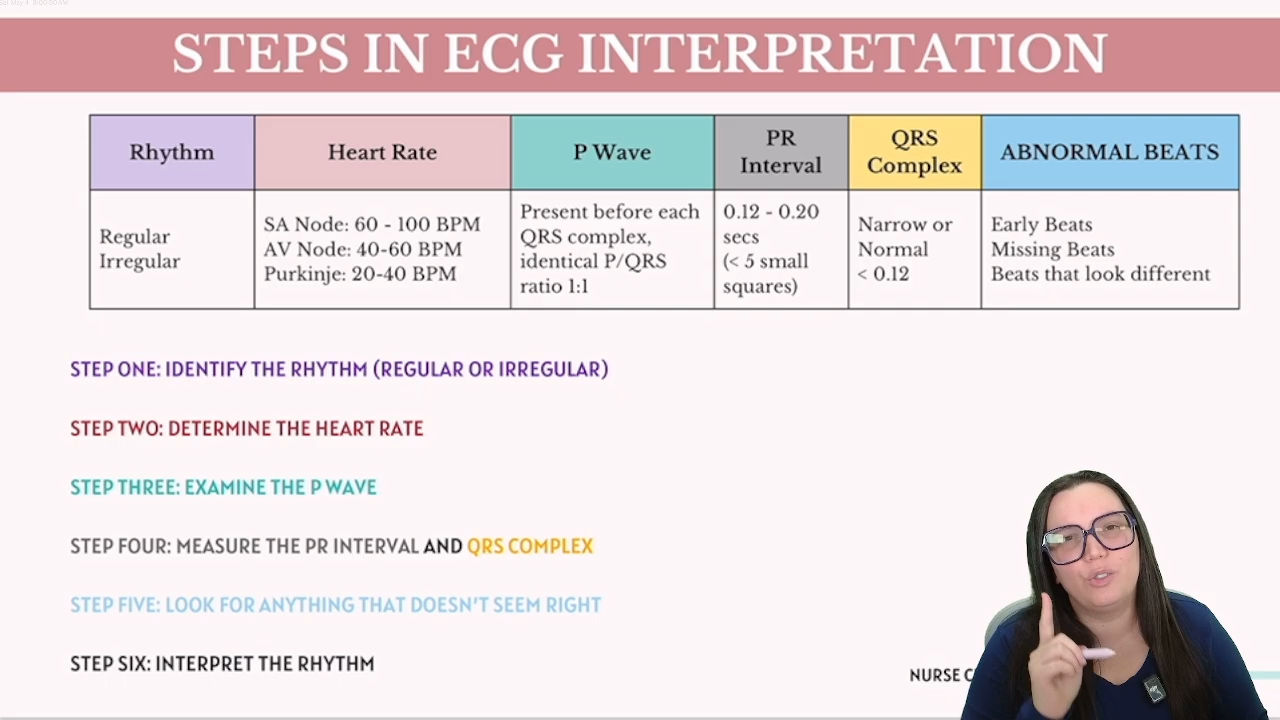 STEPS IN ECG INTERPRETATION
Rhythm
Heart Rate
P Wave
PR
Interval
QRS
Complex
ABNORMAL BEATS
Regular
Irregular
SA Node: 60 - 100 BPM
AV Node: 40-60 BPM
Purkinje: 20-40 BPM
Present before each
QRS complex,
identical P/QRS
ratio 1:1
0.12 - 0.20
secs
(< 5 small
squares)
Narrow or
Normal
< 0.12
Early Beats
Missing Beats
Beats that look different
STEP ONE: IDENTIFY THE RHYTHM (REGULAR OR IRREGULAR)
STEP TWO: DETERMINE THE HEART RATE
STEP THREE: EXAMINE THE P WAVE
STEP FOUR: MEASURE THE PR INTERVAL AND QRS COMPLEX
STEP FIVE: LOOK FOR ANYTHING THAT DOESN'T SEEM RIGHT
STEP SIX: INTERPRET THE RHYTHM
NURSE